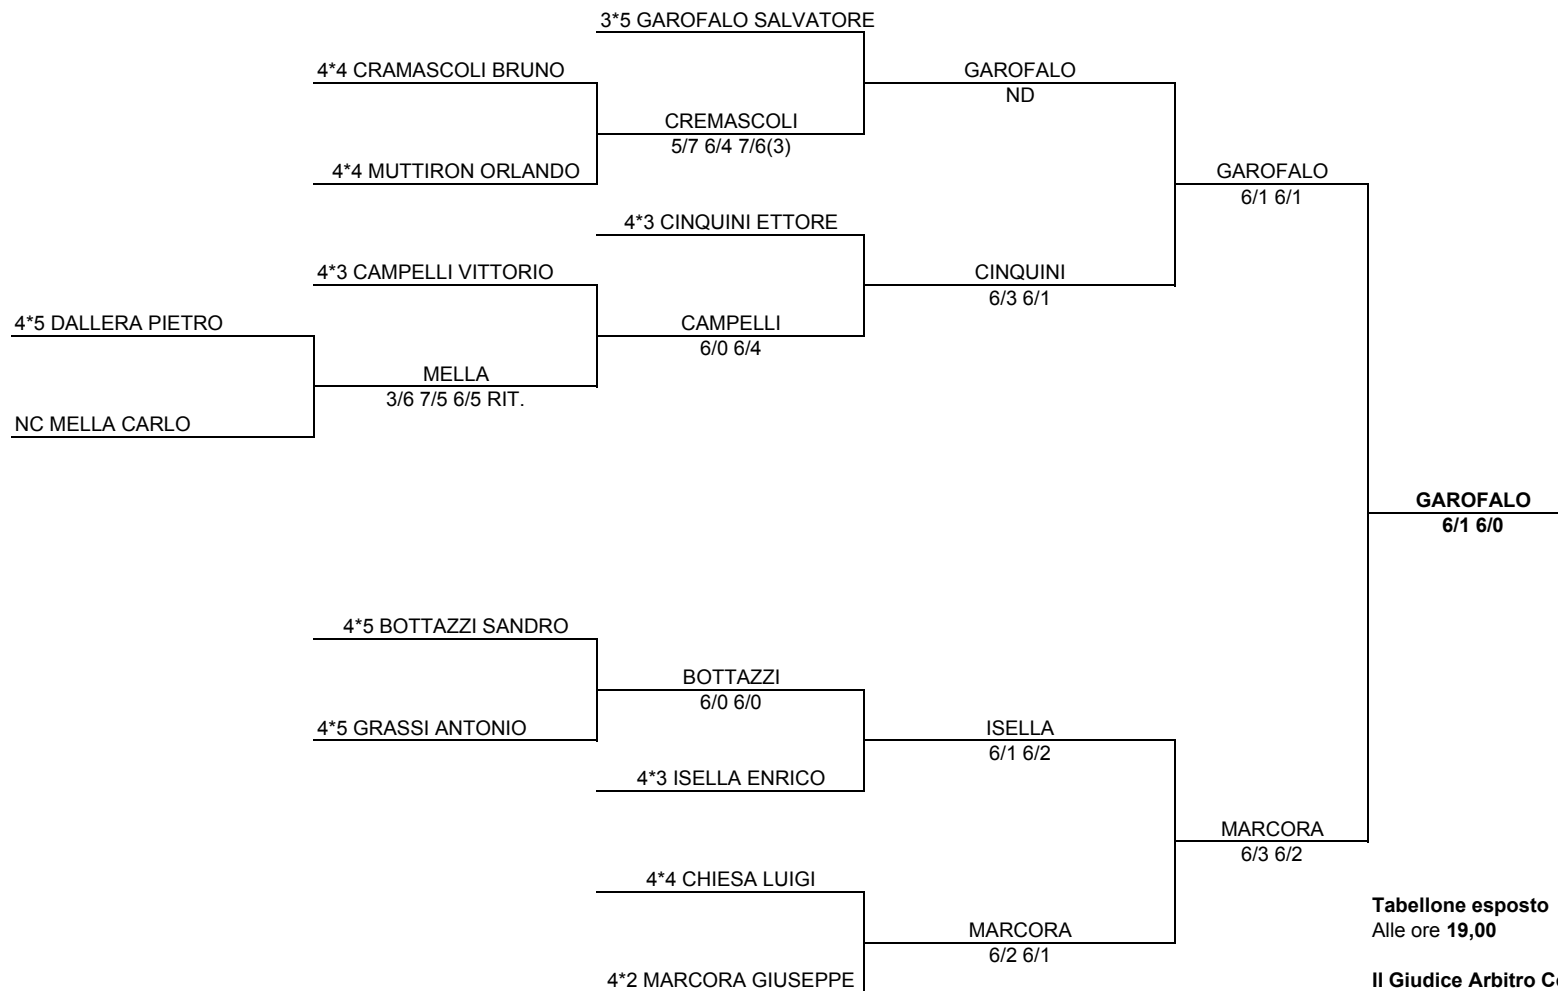 3*5 GAROFALO SALVATORE
4*4 CRAMASCOLI BRUNO
GAROFALO
ND
CREMASCOLI
5/7 6/4 7/6(3)
4*4 MUTTIRON ORLANDO
GAROFALO
6/1 6/1
4*3 CINQUINI ETTORE
4*3 CAMPELLI VITTORIO
CINQUINI
6/3 6/1
4*5 DALLERA PIETRO
CAMPELLI
6/0 6/4
MELLA
3/6 7/5 6/5 RIT.
NC MELLA CARLO
GAROFALO
6/1 6/0
4*5 BOTTAZZI SANDRO
BOTTAZZI
6/0 6/0
4*5 GRASSI ANTONIO
ISELLA
6/1 6/2
4*3 ISELLA ENRICO
MARCORA
6/3 6/2
4*4 CHIESA LUIGI
Tabellone esposto
Alle ore 19,00
MARCORA
6/2 6/1
4*2 MARCORA GIUSEPPE
Il Giudice Arbitro